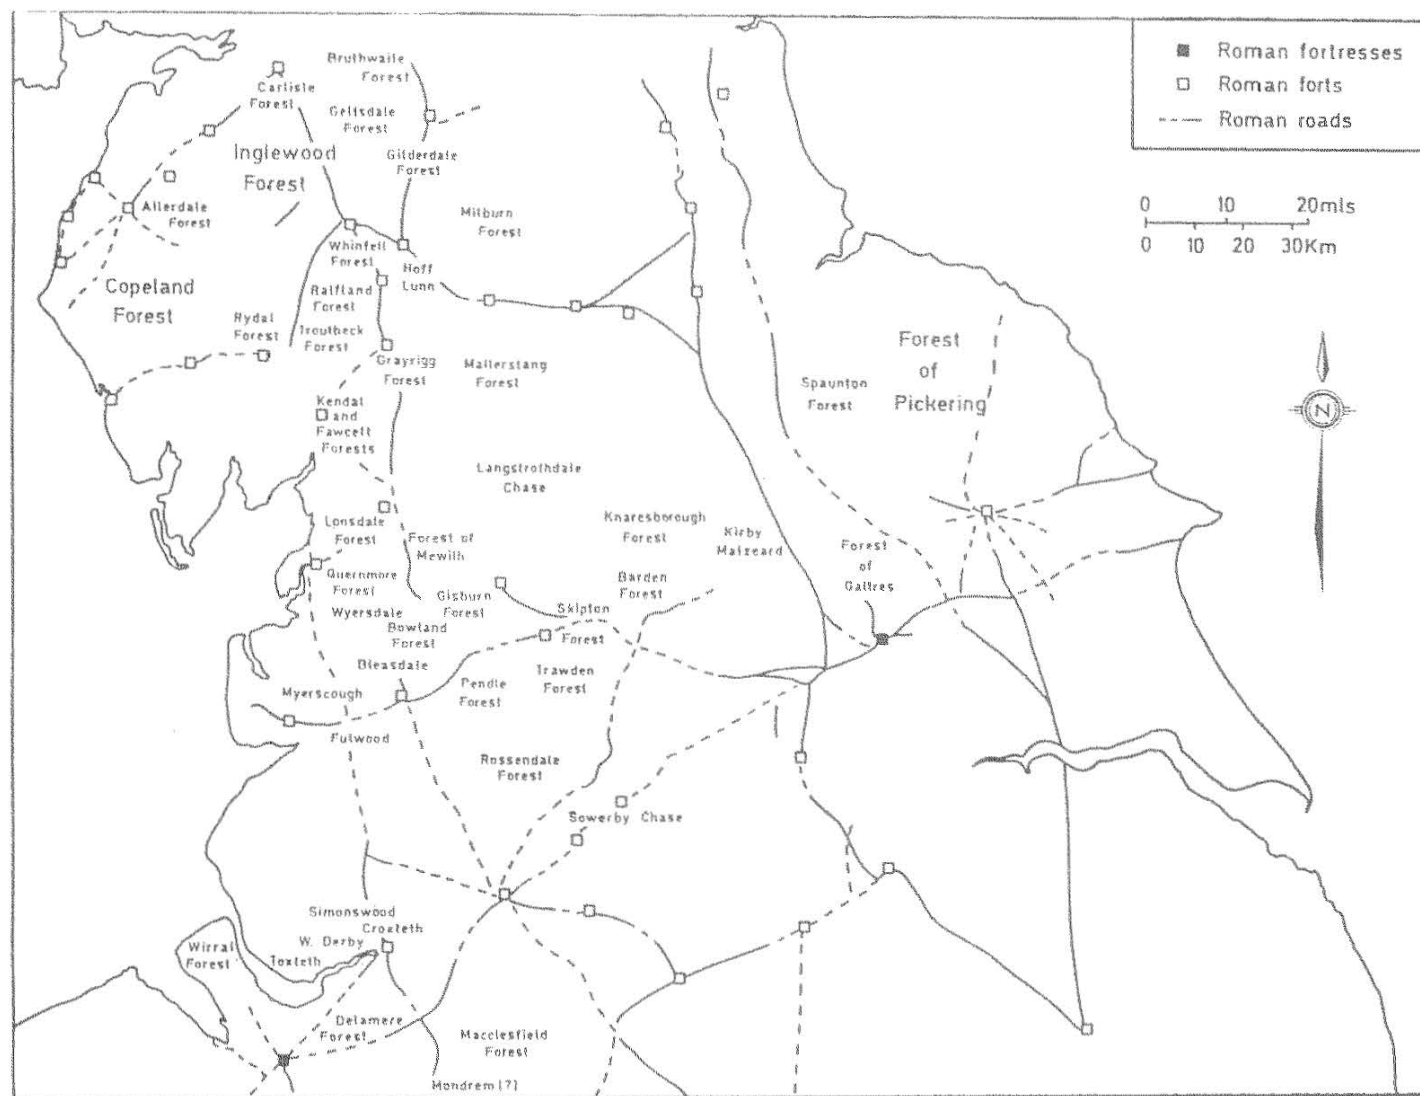 Roman fortresses
Roman forts
Roman roads
0 10 20mls
0 10 20 30Km
N
Bruthwaile
Forest
Carlisle
Forest
Geltsdale
Forest
Inglewood
Forest
Gilderdale
Forest
Allerdale
Forest
Milburn
Forest
Whinfell
Forest
Hoff
Lunn
Copeland
Forest
Ralfland
Forest
Rydal
Forest
Troutbeck
Forest
Grayrigg
Forest
Mallerstang
Forest
Forest
of
Pickering
Spaunton
Forest
Kendal
and
Fawcett
Forests
Langstrothdale
Chase
Lonsdale
Forest
Forest of
Mewith
Knaresborough
Forest
Kirby
Malzeard
Forest
of
Galtres
Quernmore
Forest
Wyersdale
Gisburn
Forest
Barden
Forest
Skipton
Forest
Bowland
Forest
Bleasdale
Myerscough
Pendle
Forest
Trawden
Forest
Fulwood
Rossendale
Forest
Sowerby Chase
Simonswood
Croxteth
W. Derby
Toxteth
Wirral
Forest
Delamere
Forest
Macclesfield
Forest
Mondrem(?)